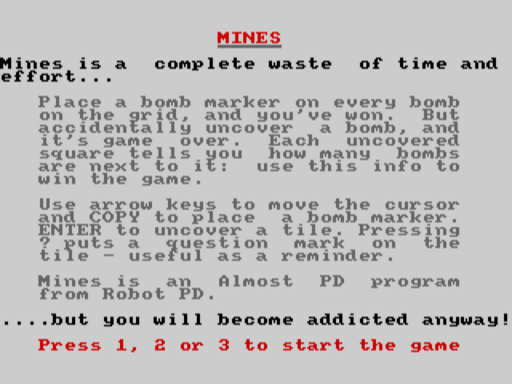 MINES
Mines is a complete waste of time and
effort...
Place a bomb marker on every bomb
on the grid, and you've won. But
accidentally uncover a bomb, and
it's game over. Each uncovered
square tells you how many bombs
are next to it: use this info to
win the game.
Use arrow keys to move the cursor
and COPY to place a bomb marker.
ENTER to uncover a tile. Pressing
? puts a question mark on the
tile - useful as a reminder.
Mines is an Almost PD program
from Robot PD.
....but you will become addicted anyway!
Press 1, 2 or 3 to start the game